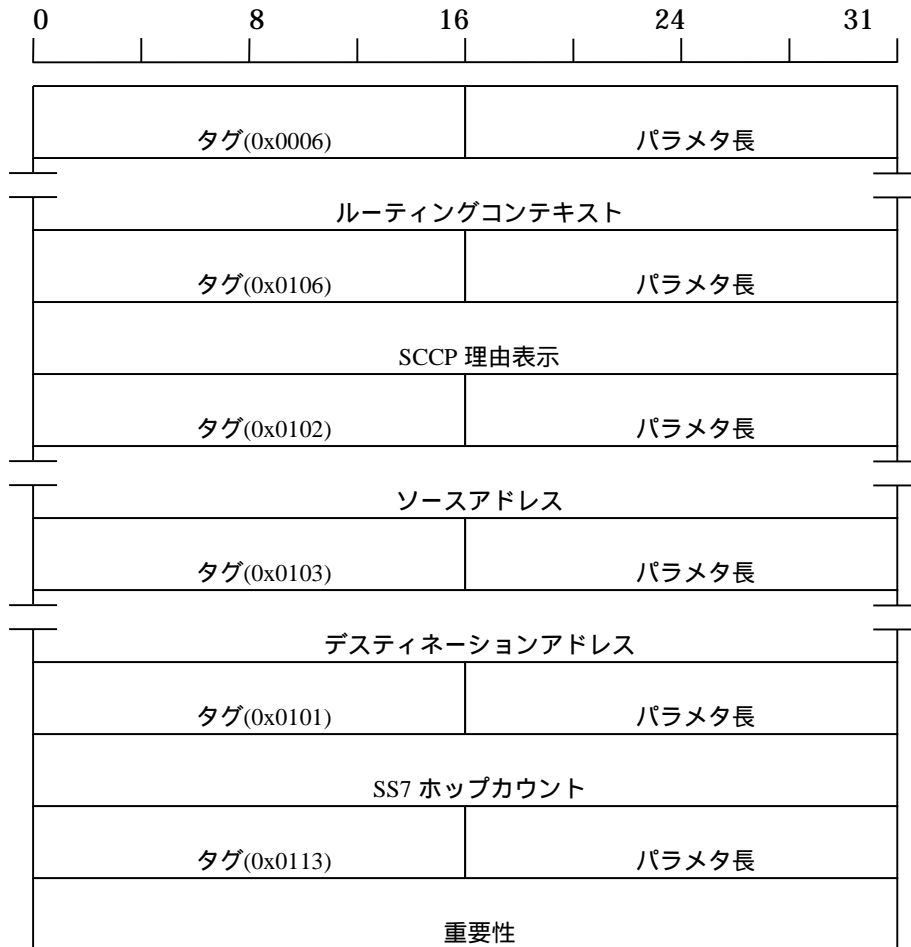 0 8 16 24 31
タグ(0x0006) パラメタ長
ルーティングコンテキスト
タグ(0x0106) パラメタ長
SCCP 理由表示
タグ(0x0102) パラメタ長
ソースアドレス
タグ(0x0103) パラメタ長
デスティネーションアドレス
タグ(0x0101) パラメタ長
SS7 ホップカウント
タグ(0x0113) パラメタ長
重要性